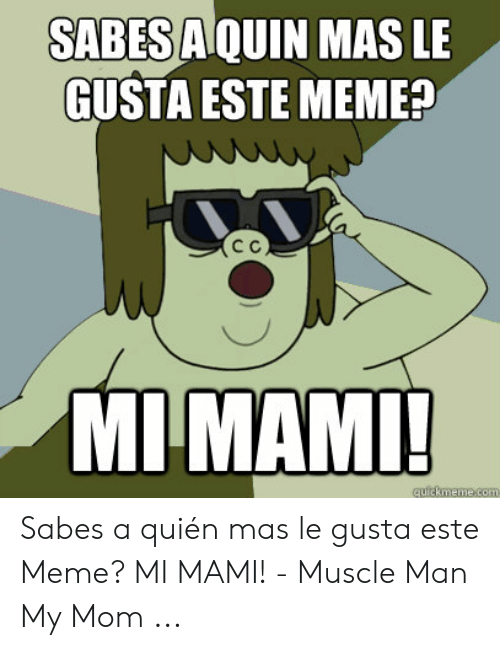 SABES A QUIN MAS LE
GUSTA ESTE MEME?
MI MAMI!
quickmeme.com
Sabes a quién mas le gusta este
Meme? MI MAMI! - Muscle Man
My Mom ...